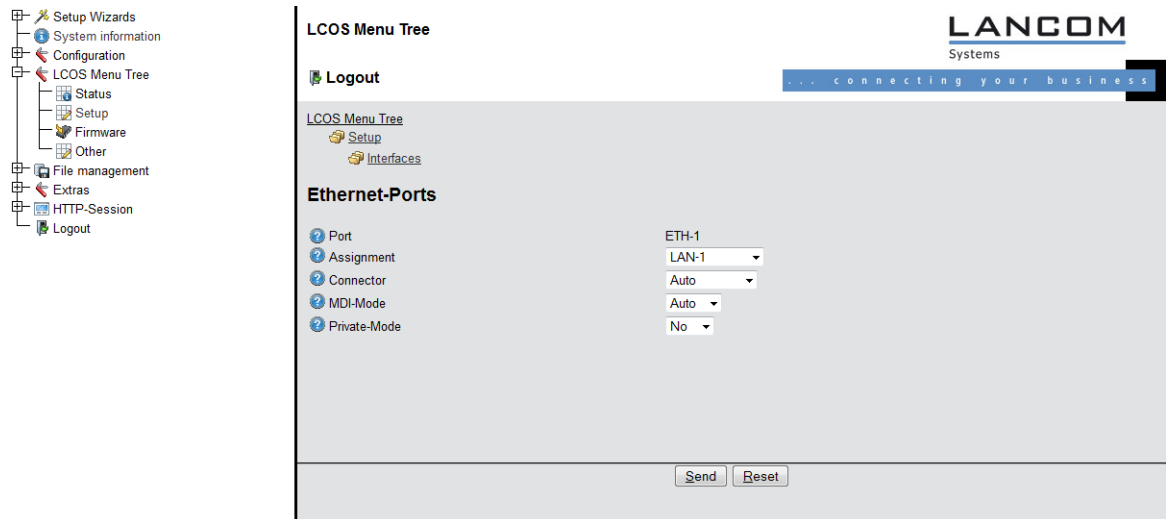 Setup Wizards
System information
Configuration
LCOS Menu Tree
Status
Setup
Firmware
Other
File management
Extras
HTTP-Session
Logout
LCOS Menu Tree
LANCOM
Systems
Logout
... connecting your business
LCOS Menu Tree
Setup
Interfaces
Ethernet-Ports
Port ETH-1
Assignment LAN-1
Connector Auto
MDI-Mode Auto
Private-Mode No
Send Reset